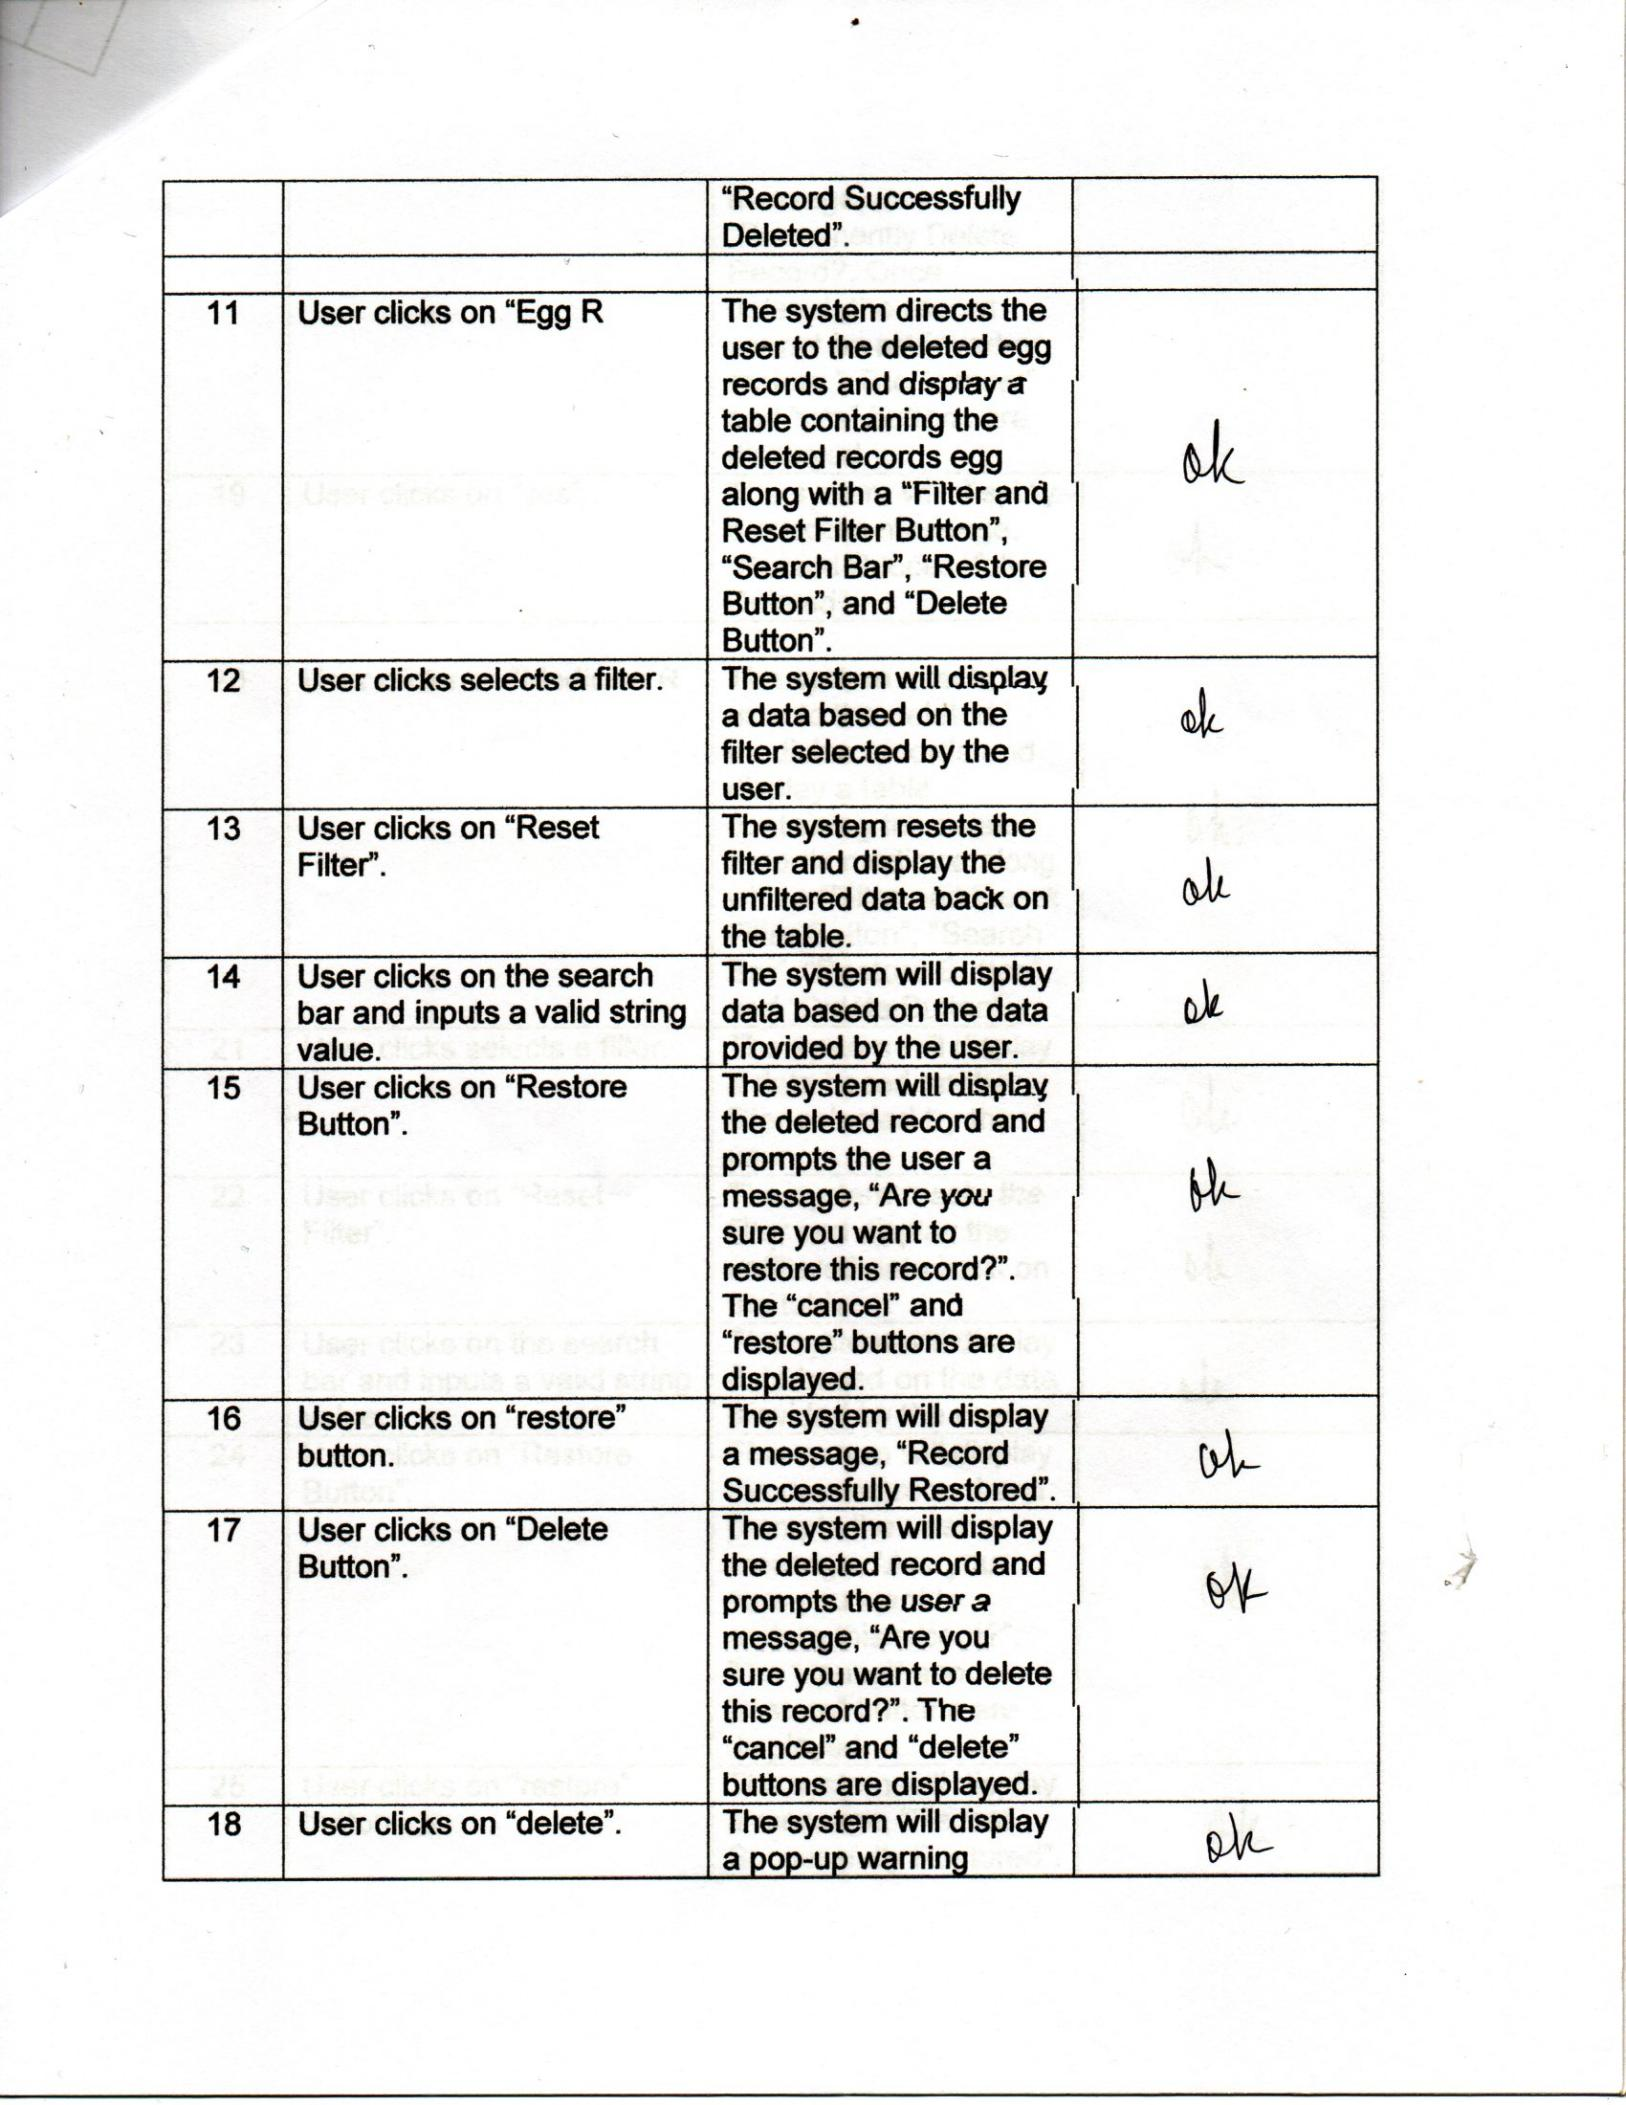 “Record Successfully
Deleted”.
11 User clicks on “Egg R The system directs the
user to the deleted egg
records and display a
table containing the
deleted records egg
along with a “Filter and
Reset Filter Button”,
“Search Bar”, “Restore
Button”, and “Delete
Button”.
ok
12 User clicks selects a filter. The system will display
a data based on the
filter selected by the
user.
ok
13 User clicks on “Reset
Filter”.
The system resets the
filter and display the
unfiltered data back on
the table.
ok
14 User clicks on the search
bar and inputs a valid string
value.
The system will display
data based on the data
provided by the user.
ok
15 User clicks on “Restore
Button”.
The system will display
the deleted record and
prompts the user a
message, “Are you
sure you want to
restore this record?”.
The “cancel” and
“restore” buttons are
displayed.
ok
16 User clicks on “restore”
button.
The system will display
a message, “Record
Successfully Restored”.
ok
17 User clicks on “Delete
Button”.
The system will display
the deleted record and
prompts the user a
message, “Are you
sure you want to delete
this record?”. The
“cancel” and “delete”
buttons are displayed.
ok
18 User clicks on “delete”. The system will display
a pop-up warning
ok